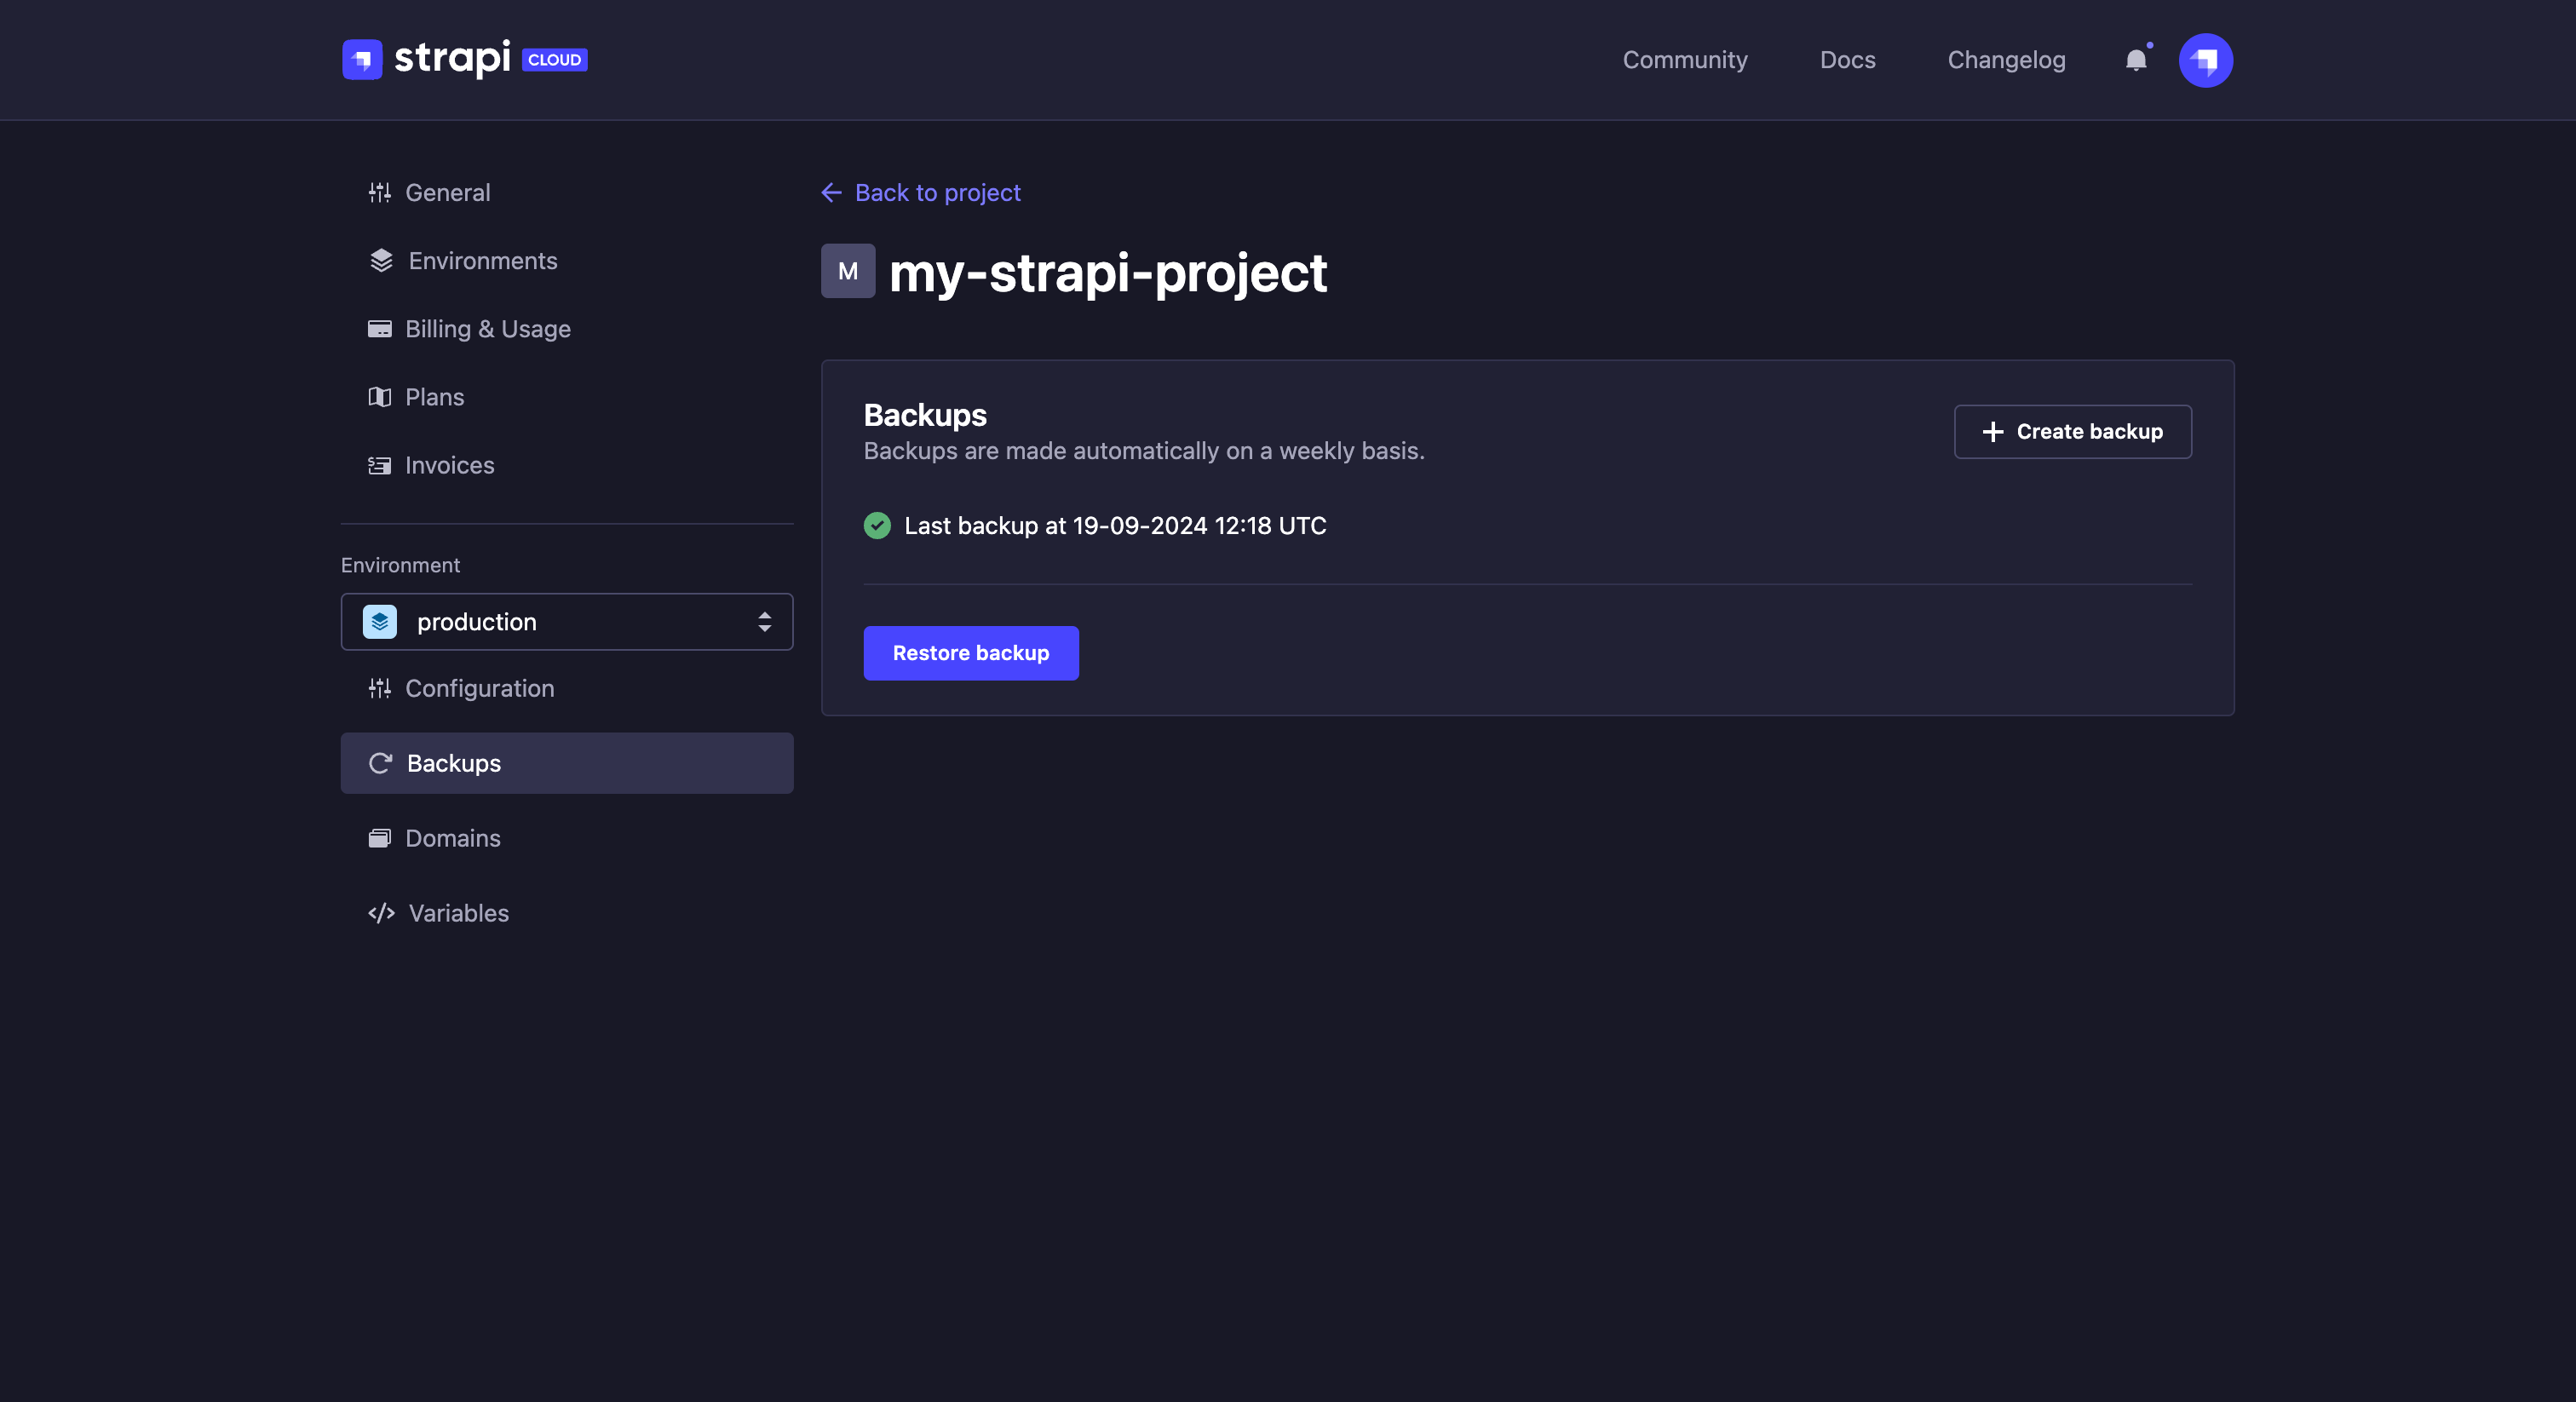 strapi CLOUD
Community
Docs
Changelog
General
Environments
Billing & Usage
Plans
Invoices
Environment
production
Configuration
Backups
Domains
Variables
Back to project
M my-strapi-project
Backups
Backups are made automatically on a weekly basis.
Create backup
Last backup at 19-09-2024 12:18 UTC
Restore backup